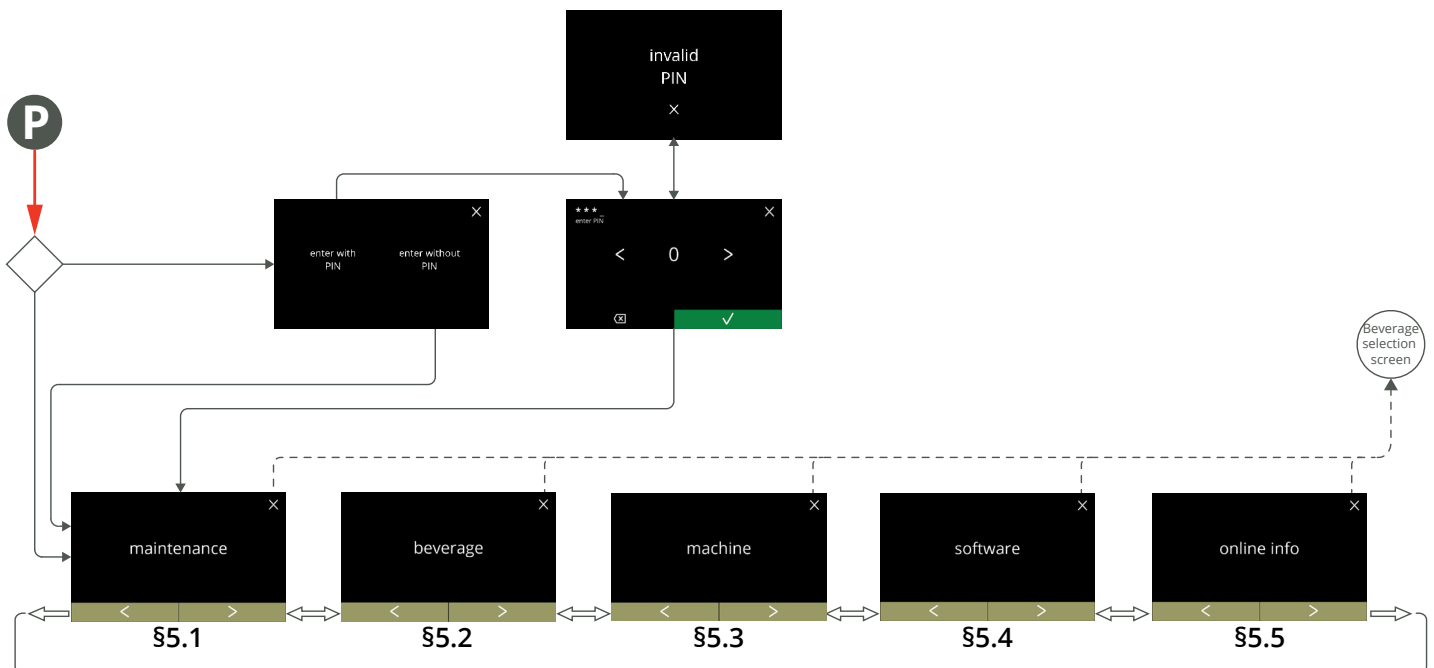 invalid
PIN
P
enter with
PIN
enter without
PIN
***_
enter PIN
< 0 >
Beverage
selection
screen
maintenance
beverage
machine
software
online info
< >
< >
< >
< >
< >
§5.1
§5.2
§5.3
§5.4
§5.5